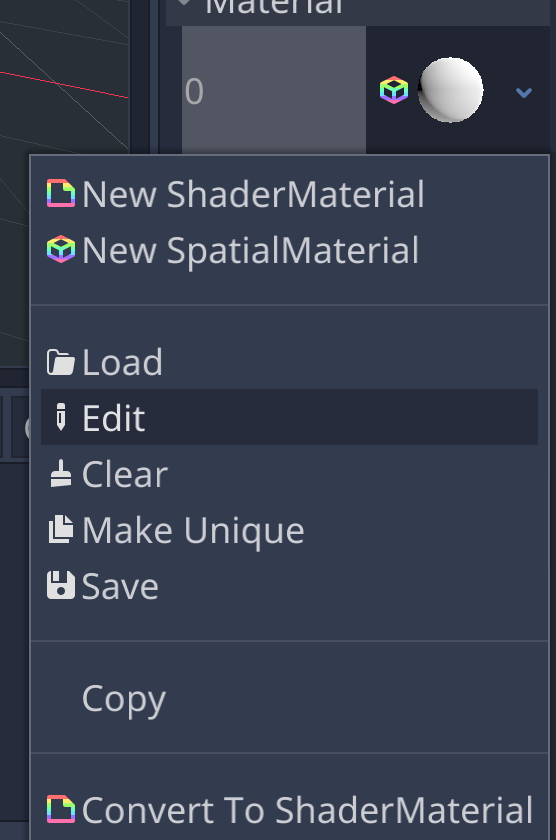 Material
0
New ShaderMaterial
New SpatialMaterial
Load
Edit
Clear
Make Unique
Save
Copy
Convert To ShaderMaterial